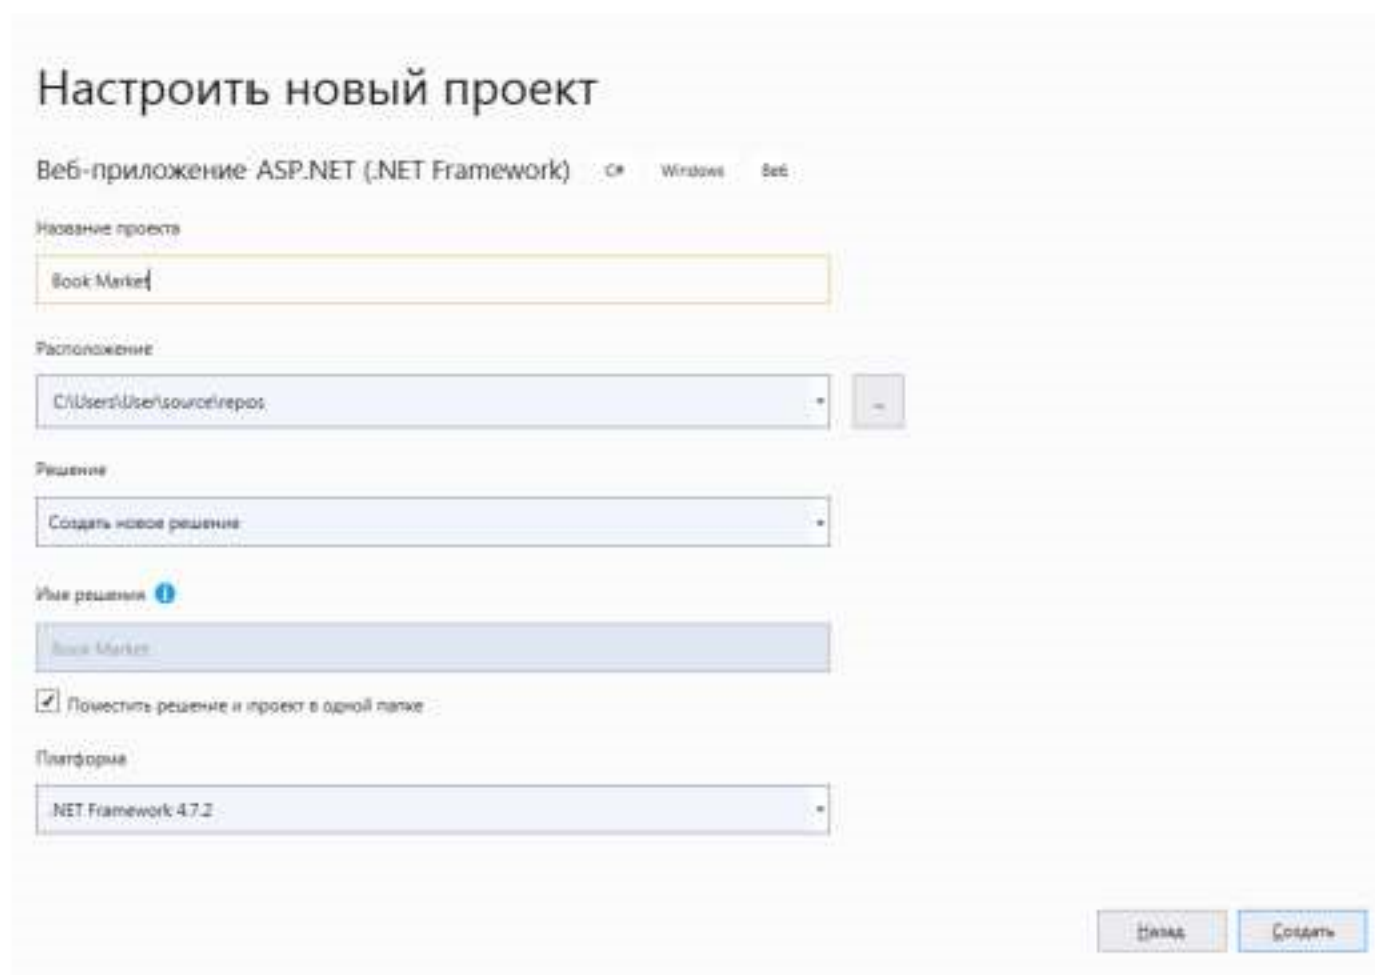 Настроить новый проект
Веб-приложение ASP.NET (.NET Framework) C# Windows Веб
Название проекта
Book Market
Расположение
C:\Users\User\source\repos
...
Решение
Создать новое решение
Имя решения
Book Market
Поместить решение и проект в одной папке
Платформа
.NET Framework 4.7.2
Назад Создать